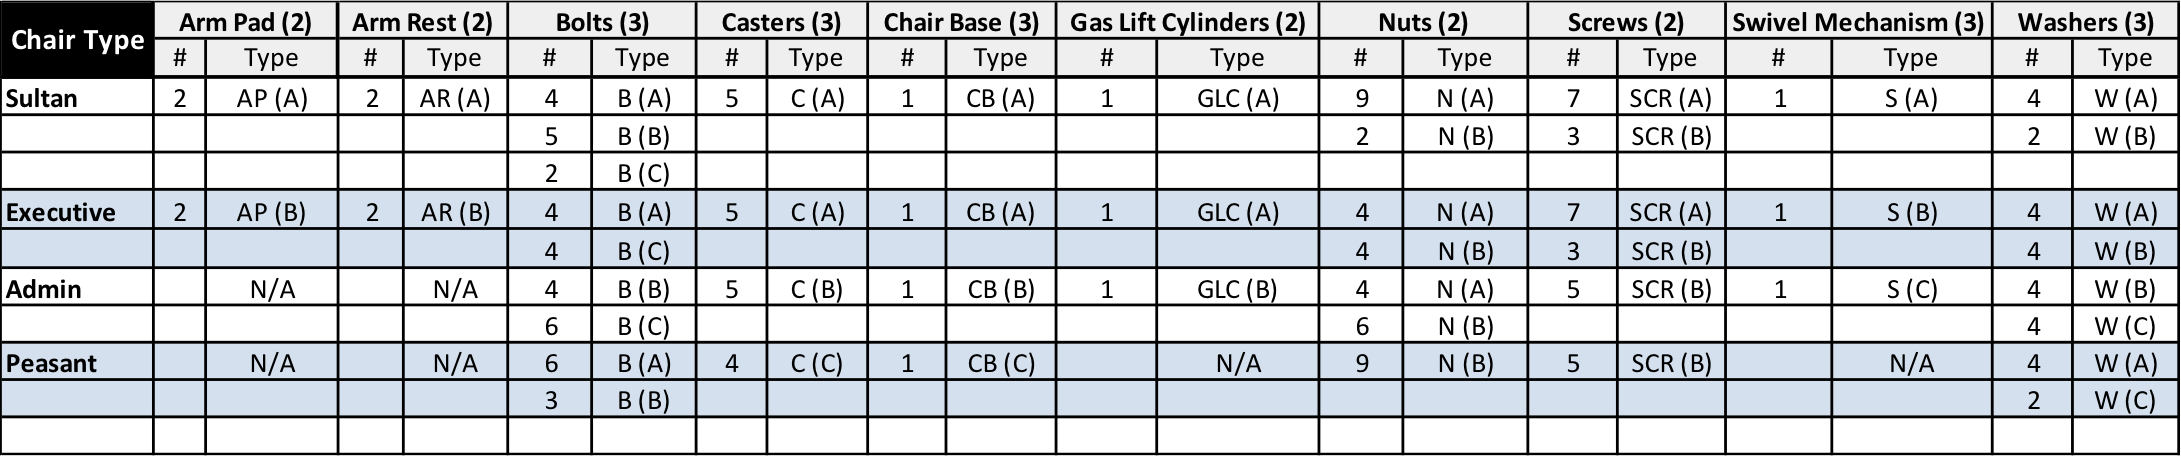 Chair Type Arm Pad (2) Arm Rest (2) Bolts (3) Casters (3) Chair Base (3) Gas Lift Cylinders (2) Nuts (2) Screws (2) Swivel Mechanism (3) Washers (3)
# Type # Type # Type # Type # Type # Type # Type # Type # Type # Type
Sultan 2 AP (A) 2 AR (A) 4 B (A) 5 C (A) 1 CB (A) 1 GLC (A) 9 N (A) 7 SCR (A) 1 S (A) 4 W (A)
5 B (B) 2 N (B) 3 SCR (B) 2 W (B)
2 B (C)
Executive 2 AP (B) 2 AR (B) 4 B (A) 5 C (A) 1 CB (A) 1 GLC (A) 4 N (A) 7 SCR (A) 1 S (B) 4 W (A)
4 B (C) 4 N (B) 3 SCR (B) 4 W (B)
Admin N/A N/A 4 B (B) 5 C (B) 1 CB (B) 1 GLC (B) 4 N (A) 5 SCR (B) 1 S (C) 4 W (B)
6 B (C) 6 N (B) 4 W (C)
Peasant N/A N/A 6 B (A) 4 C (C) 1 CB (C) N/A 9 N (B) 5 SCR (B) N/A 4 W (A)
3 B (B) 2 W (C)